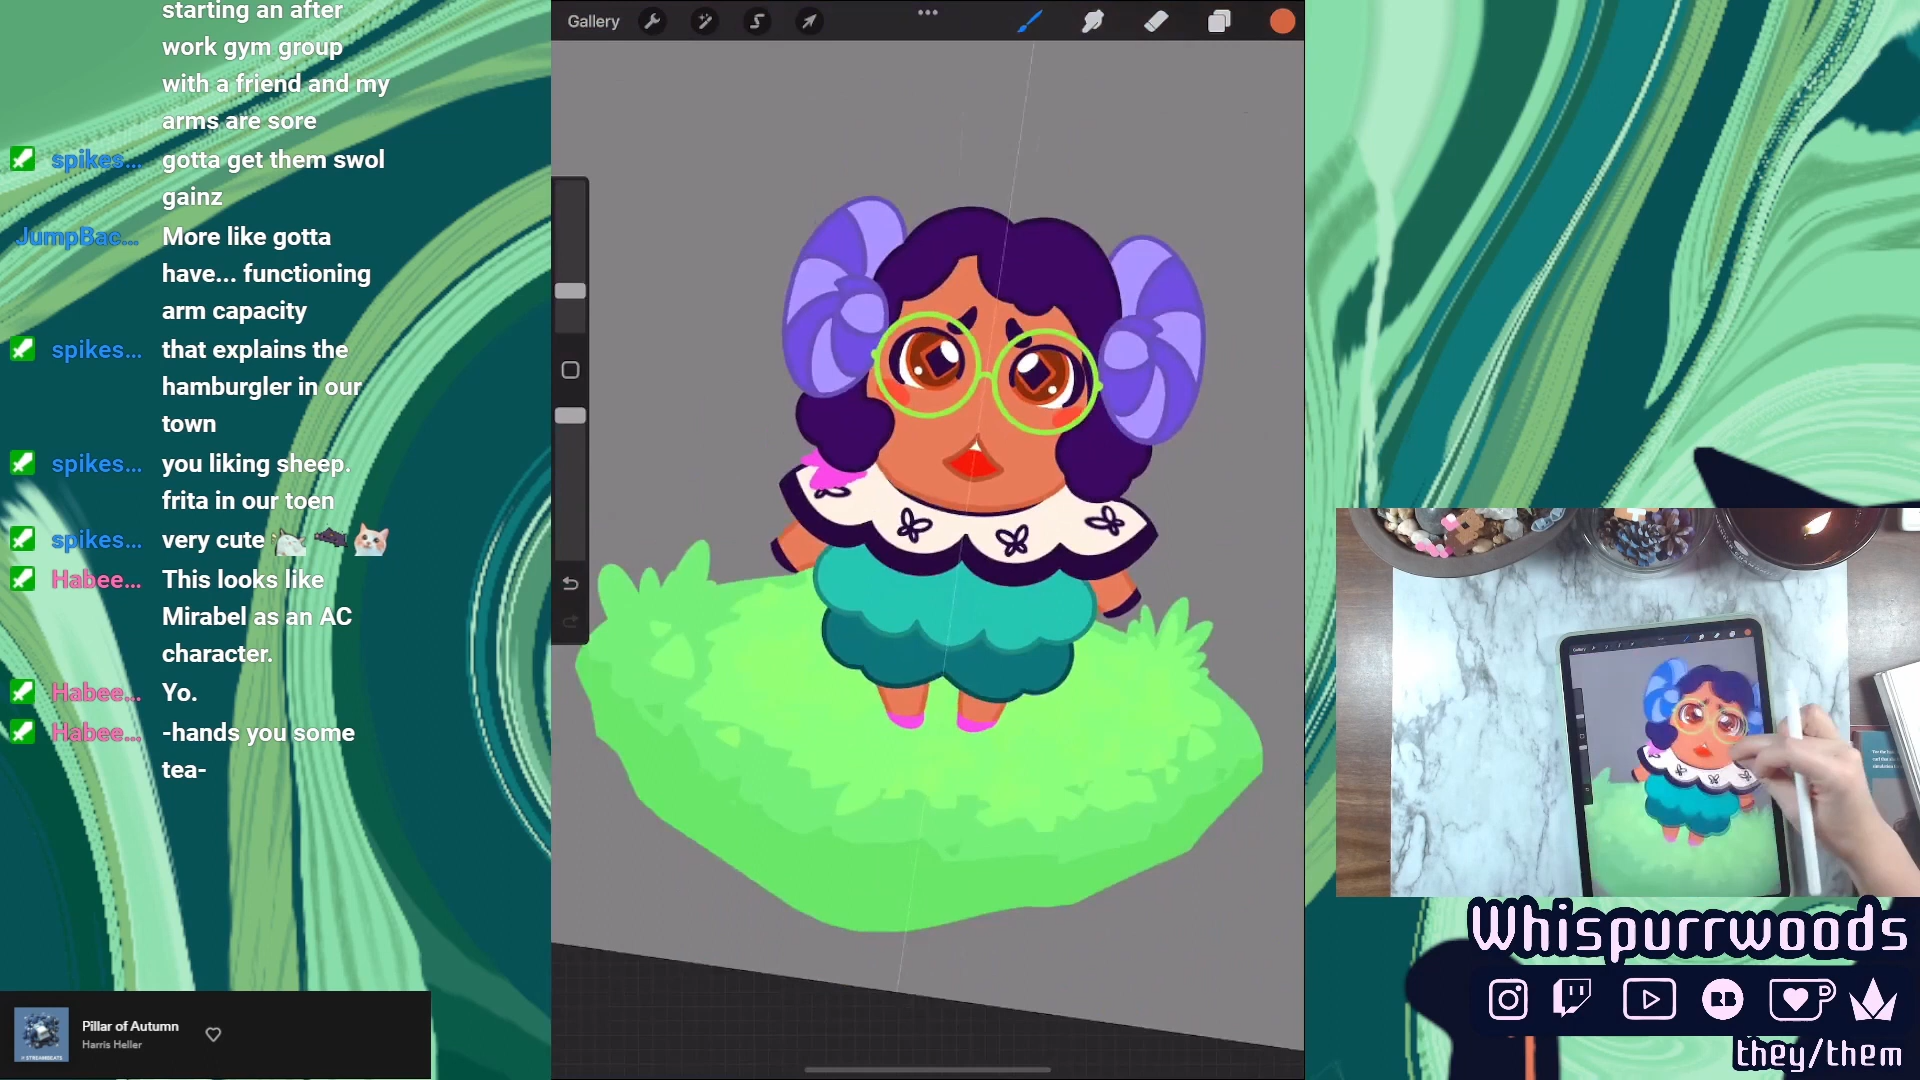 starting an after
work gym group
with a friend and my
arms are sore
spikes... gotta get them swol
gainz
JumpBac... More like gotta
have... functioning
arm capacity
spikes... that explains the
hamburgler in our
town
spikes... you liking sheep.
frita in our toen
spikes... very cute
Habee... This looks like
Mirabel as an AC
character.
Habee... Yo.
Habee... -hands you some
tea-
Pillar of Autumn
Harris Heller
STREAMBEATS
Gallery
Gallery
Whispurrwoods
RB
they/them